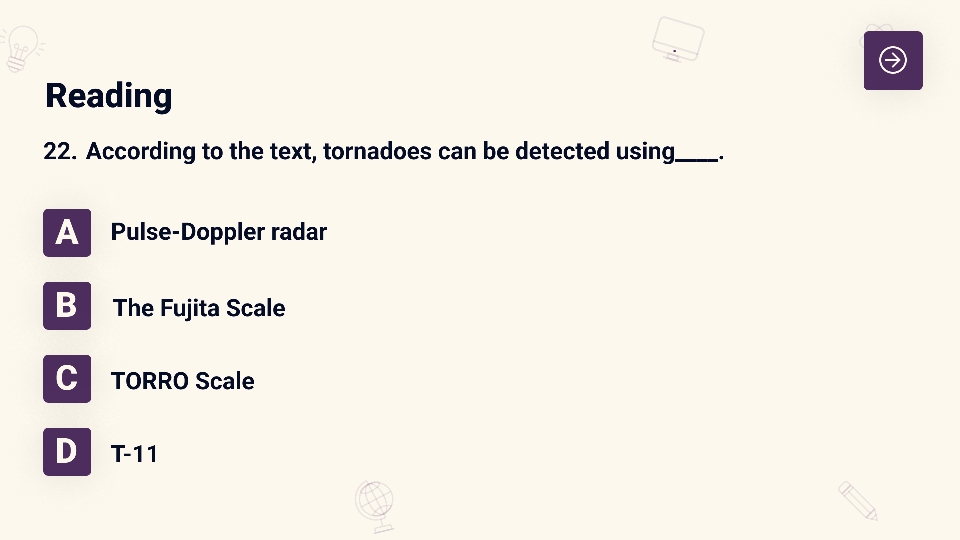 Reading
22. According to the text, tornadoes can be detected using____.
A Pulse-Doppler radar
B The Fujita Scale
C TORRO Scale
D T-11